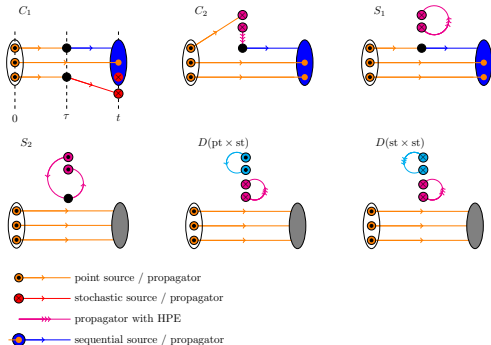 C₁ C₂ S₁
0 τ t
S₂ D(pt × st) D(st × st)
point source / propagator
stochastic source / propagator
propagator with HPE
sequential source / propagator